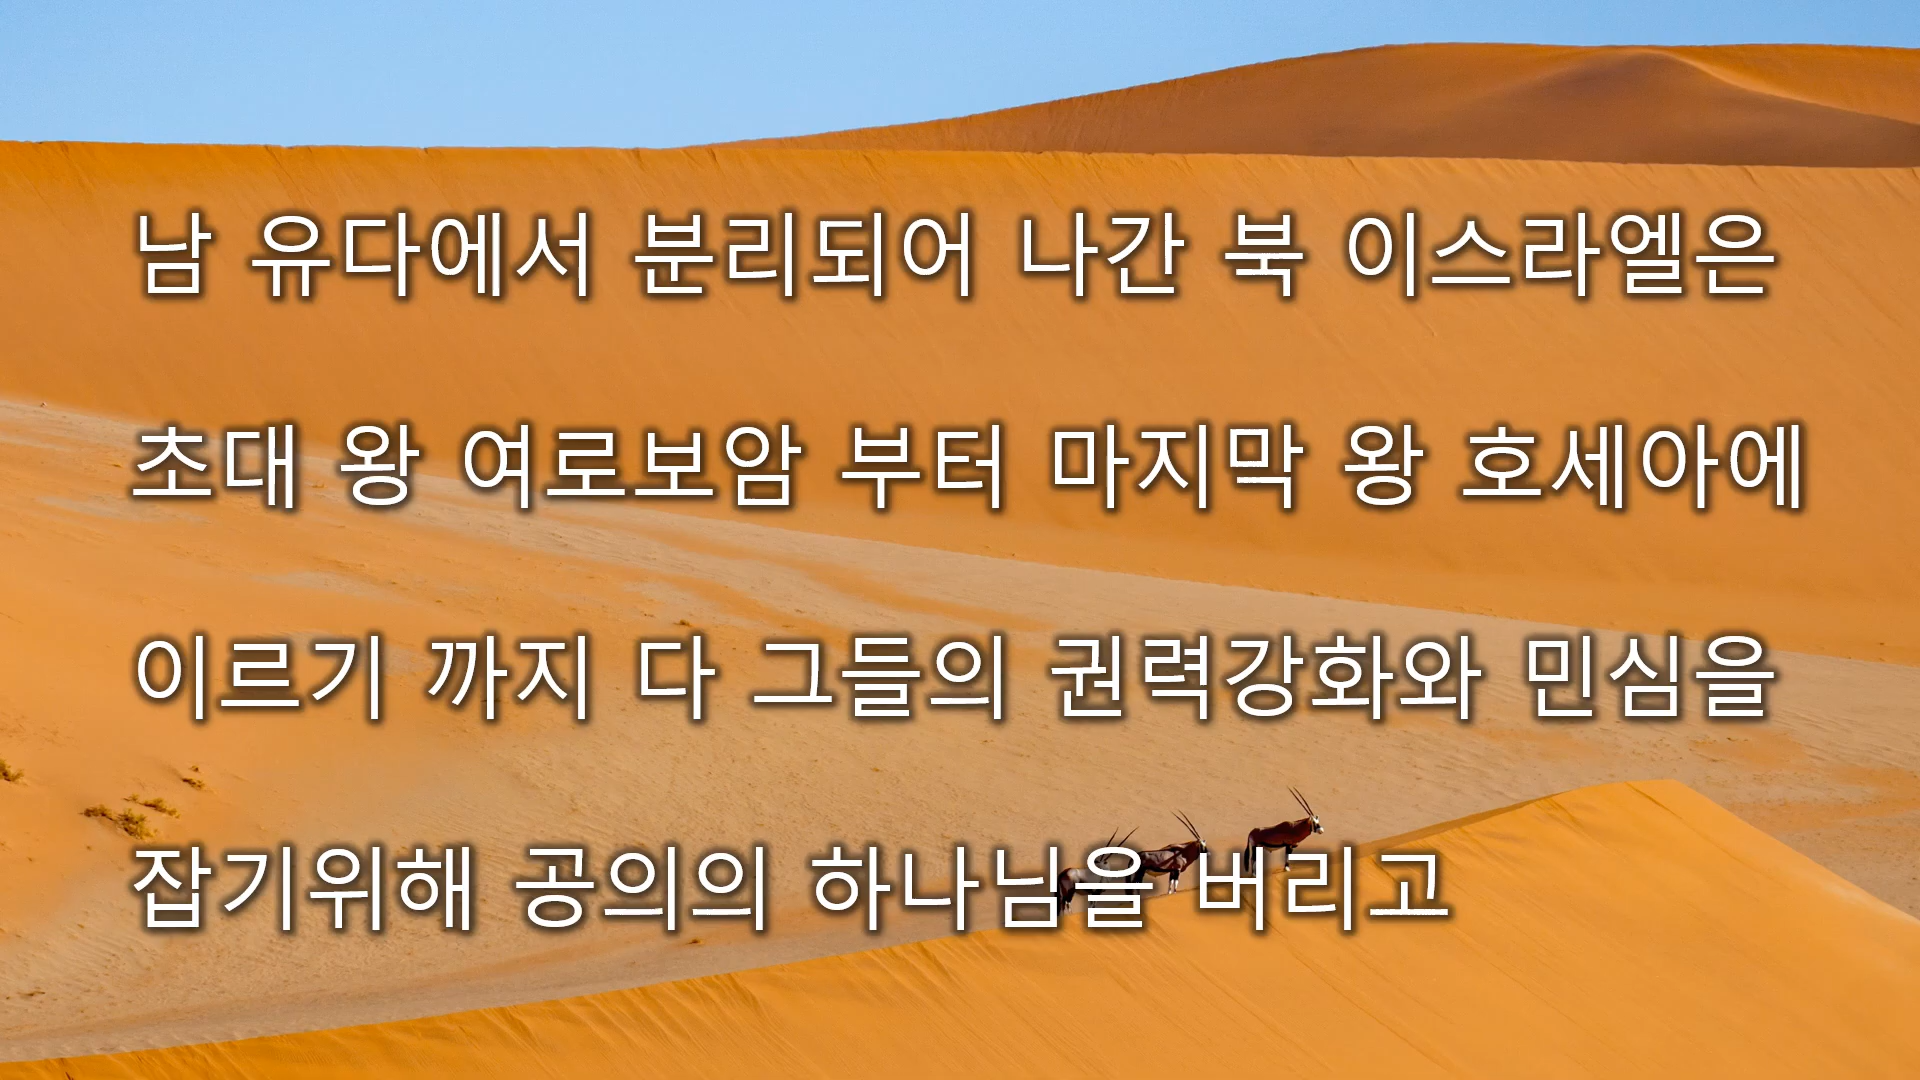 남 유다에서 분리되어 나간 북 이스라엘은
초대 왕 여로보암 부터 마지막 왕 호세아에
이르기 까지 다 그들의 권력강화와 민심을
잡기위해 공의의 하나님을 버리고